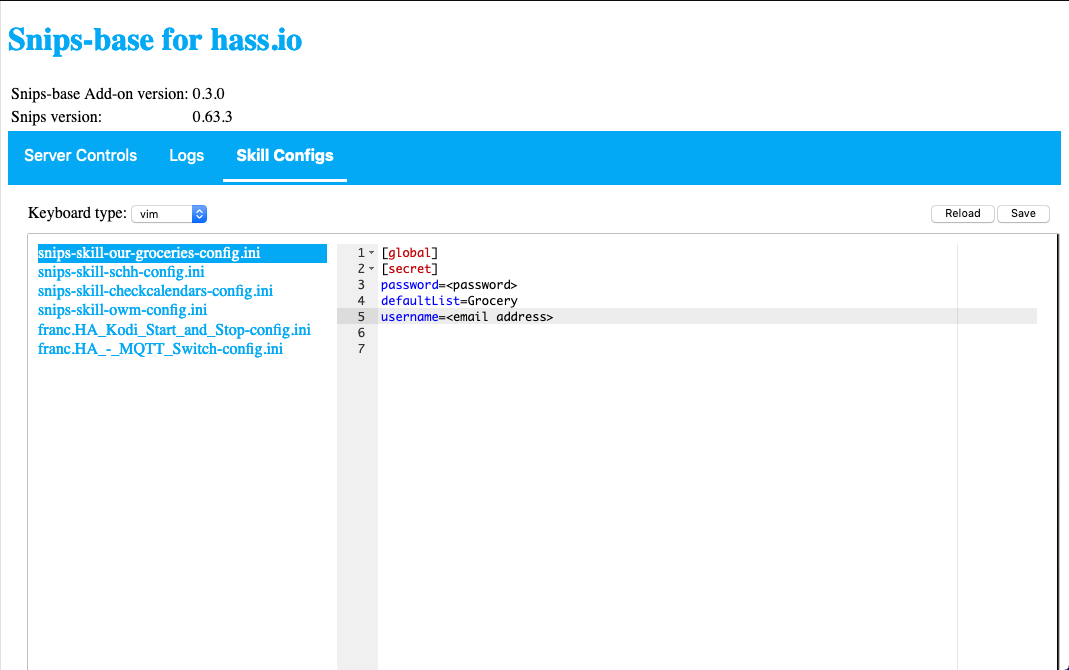 Snips-base for hass.io
Snips-base Add-on version: 0.3.0
Snips version: 0.63.3
Server Controls Logs Skill Configs
Keyboard type: vim Reload Save
snips-skill-our-groceries-config.ini
snips-skill-schh-config.ini
snips-skill-checkcalendars-config.ini
snips-skill-owm-config.ini
franc.HA_Kodi_Start_and_Stop-config.ini
franc.HA_-_MQTT_Switch-config.ini
1 [global]
2 [secret]
3 password=<password>
4 defaultList=Grocery
5 username=<email address>
6
7